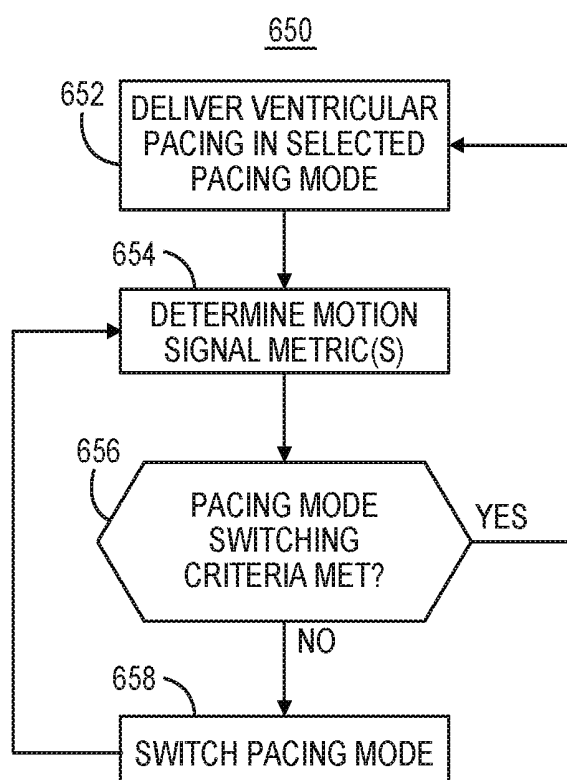 650
652
DELIVER VENTRICULAR
PACING IN SELECTED
PACING MODE
654
DETERMINE MOTION
SIGNAL METRIC(S)
656
PACING MODE
SWITCHING
CRITERIA MET?
YES
NO
658
SWITCH PACING MODE